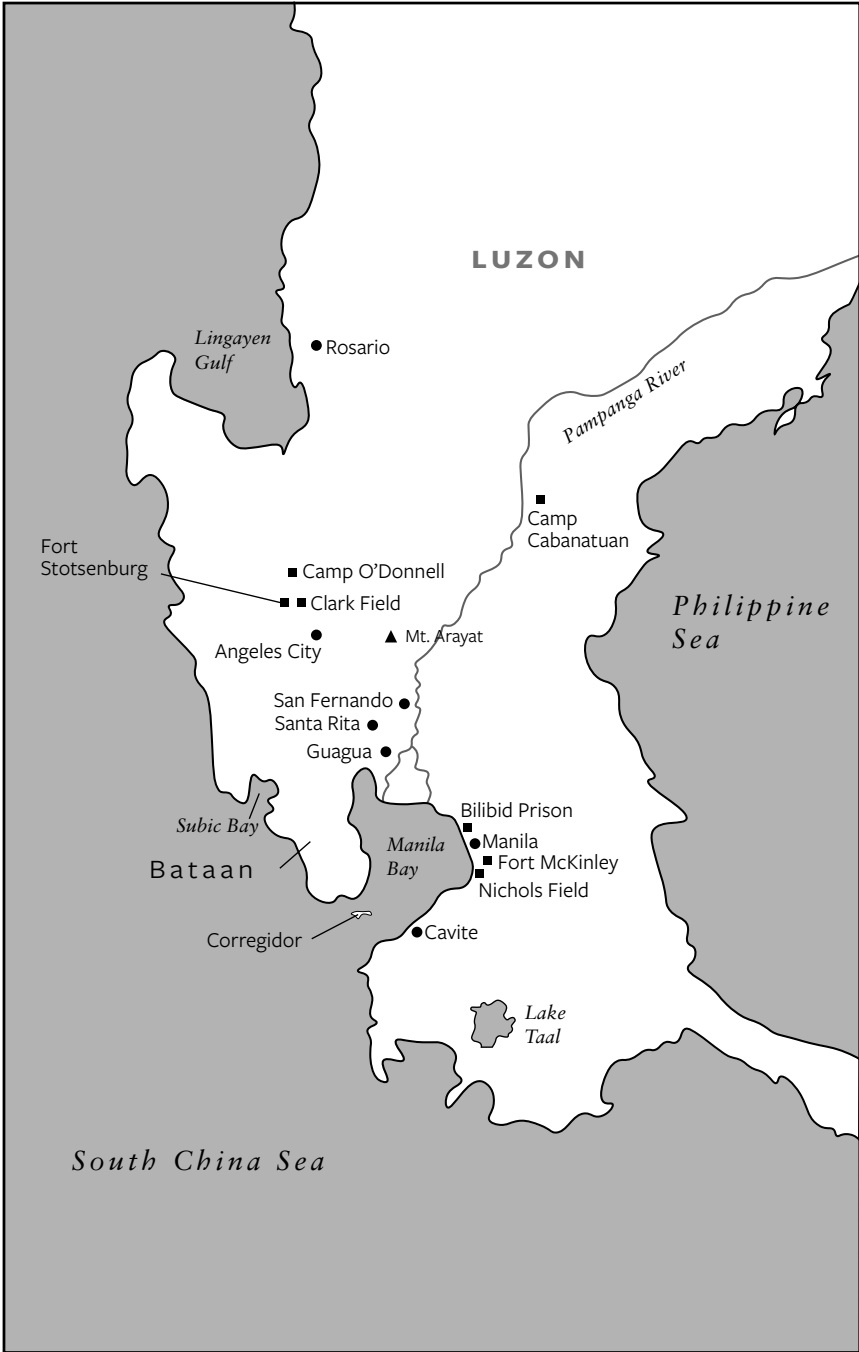 LUZON
Lingayen
Gulf
Rosario
Pampanga River
Camp
Cabanatuan
Fort
Stotsenburg
Camp O’Donnell
Clark Field
Philippine
Sea
Angeles City
Mt. Arayat
San Fernando
Santa Rita
Guagua
Subic Bay
Bataan
Manila
Bay
Bilibid Prison
Manila
Fort McKinley
Nichols Field
Corregidor
Cavite
Lake
Taal
South China Sea